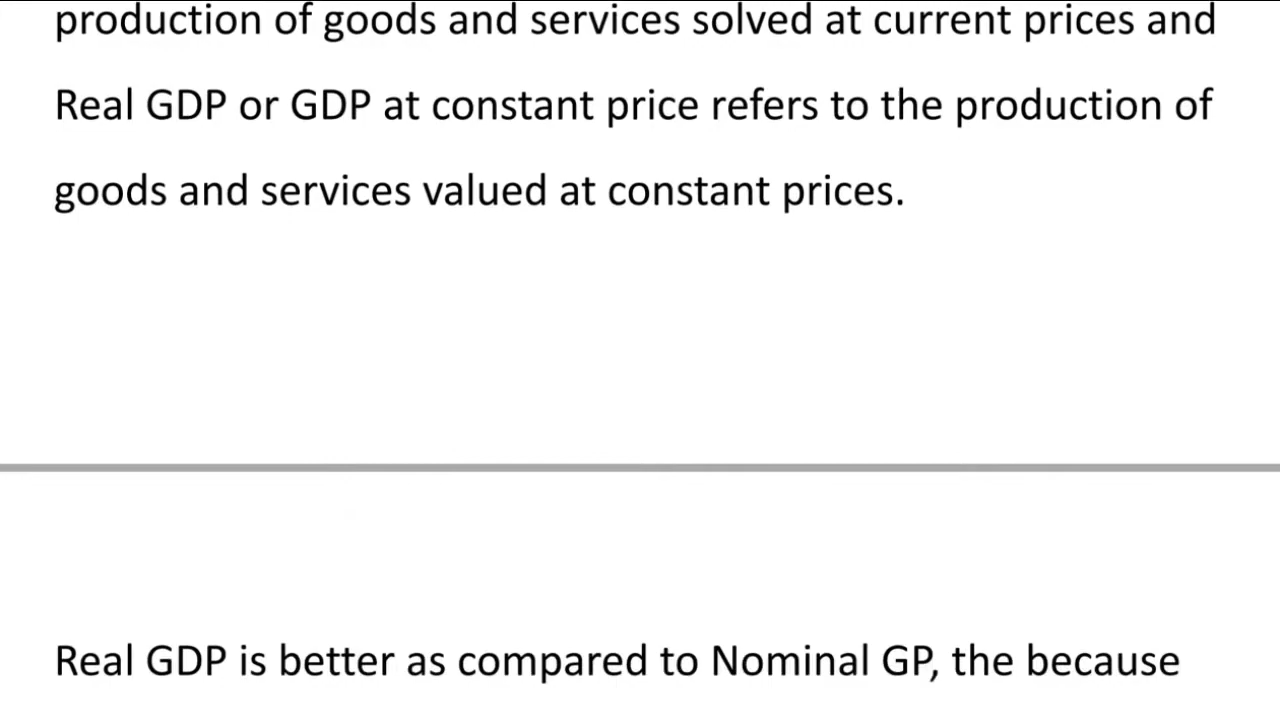 production of goods and services solved at current prices and
Real GDP or GDP at constant price refers to the production of
goods and services valued at constant prices.
Real GDP is better as compared to Nominal GP, the because